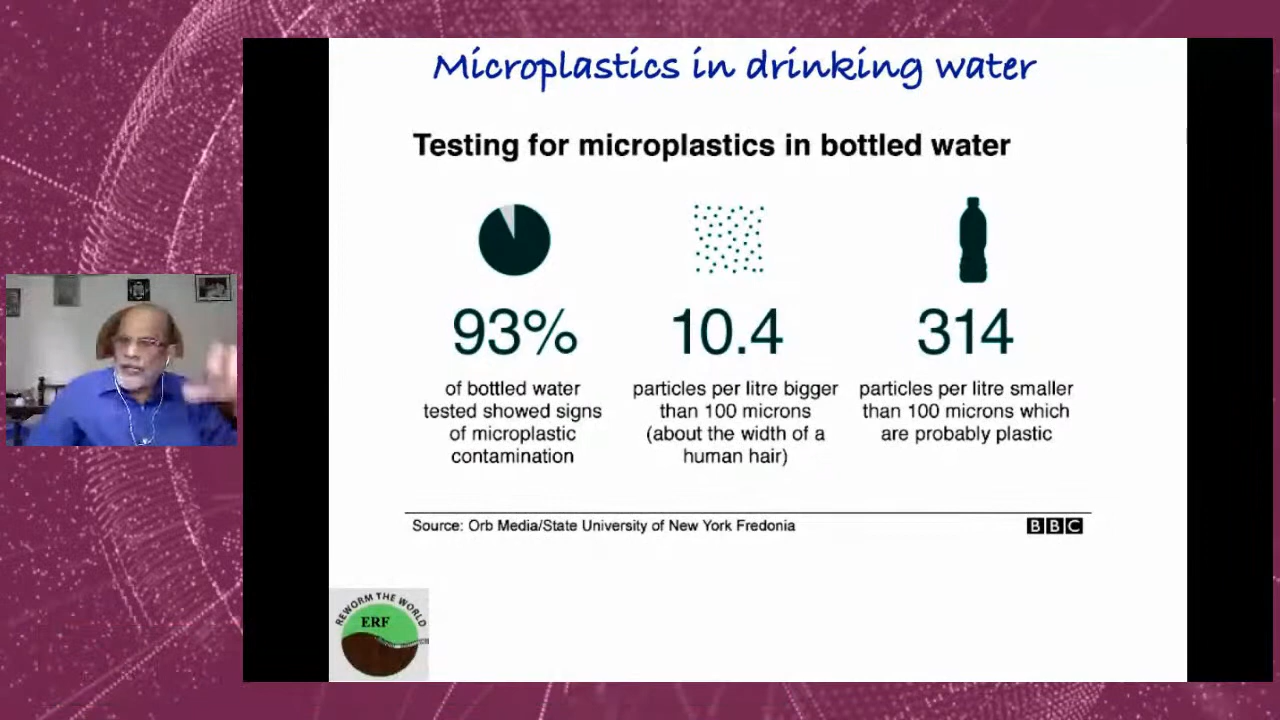 Microplastics in drinking water
Testing for microplastics in bottled water
93%
of bottled water
tested showed signs
of microplastic
contamination
10.4
particles per litre bigger
than 100 microns
(about the width of a
human hair)
314
particles per litre smaller
than 100 microns which
are probably plastic
Source: Orb Media/State University of New York Fredonia
BBC
REWORM THE WORLD
ERF